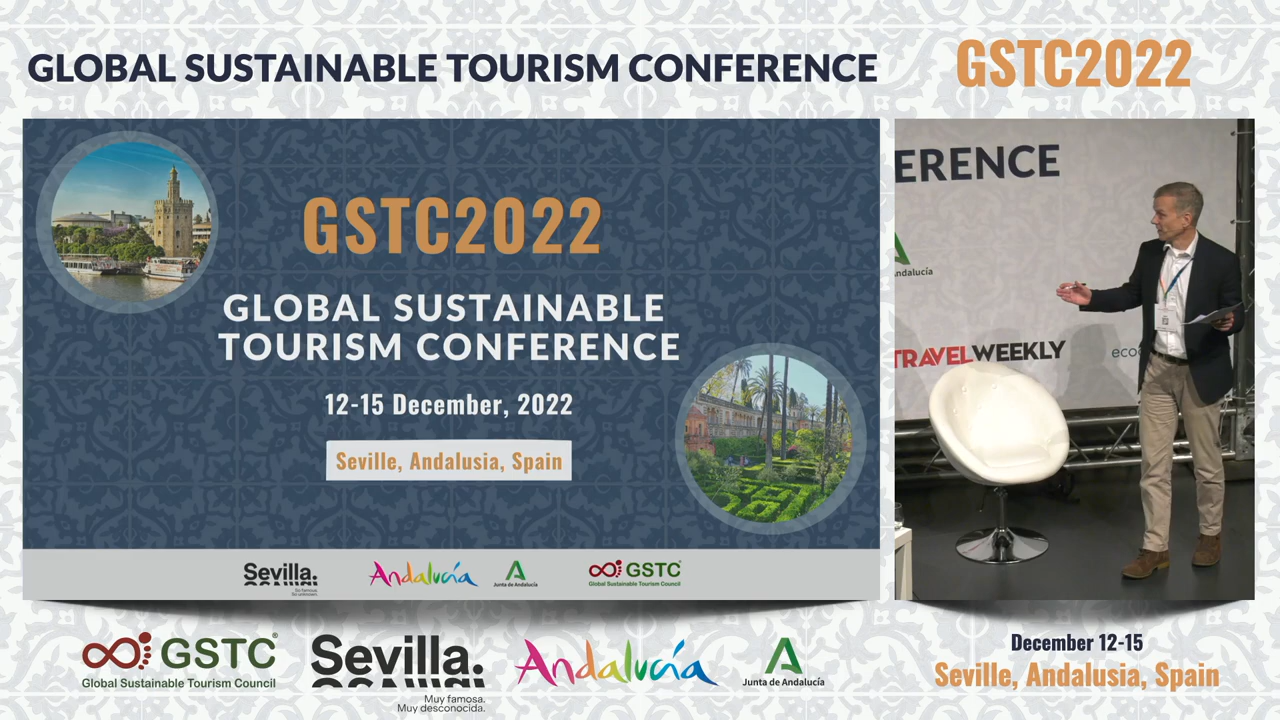 GLOBAL SUSTAINABLE TOURISM CONFERENCE
GSTC2022
GSTC2022
GLOBAL SUSTAINABLE
TOURISM CONFERENCE
12-15 December, 2022
Seville, Andalusia, Spain
Sevilla.
Andalucía
Junta de Andalucía
GSTC
Global Sustainable Tourism Council
ERENCE
A
ndalucía
TRAVELWEEKLY
eco
GSTC
Global Sustainable Tourism Council
Sevilla.
Muy famosa.
Muy desconocida.
Andalucía
Junta de Andalucía
December 12-15
Seville, Andalusia, Spain